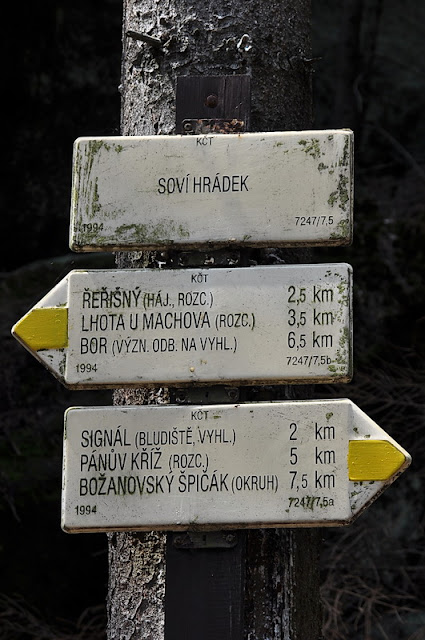 KČT
SOVÍ HRÁDEK
1994 7247/7,5
KČT
ŘEŘIŠNÝ (HÁJ., ROZC.) 2,5 km
LHOTA U MACHOVA (ROZC.) 3,5 km
BOR (VÝZN. ODB. NA VYHL.) 6,5 km
1994 7247/7,5b
KČT
SIGNÁL (BLUDIŠTĚ, VYHL.) 2 km
PÁNŮV KŘÍŽ (ROZC.) 5 km
BOŽANOVSKÝ ŠPIČÁK (OKRUH) 7,5 km
1994 7247/7,5a